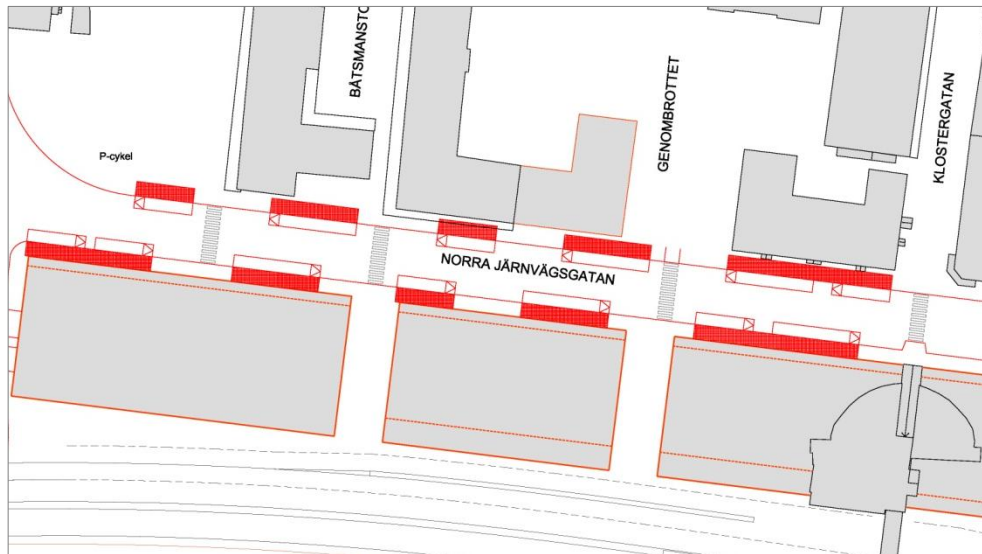 BÅTSMANSTO
GENOMBROTTET
KLOSTERGATAN
P-cykel
NORRA JÄRNVÄGSGATAN